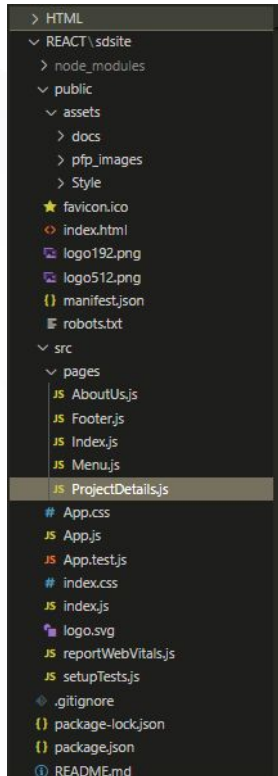 HTML
REACT\sdsite
node_modules
public
assets
docs
pfp_images
Style
favicon.ico
index.html
logo192.png
logo512.png
manifest.json
robots.txt
src
pages
AboutUs.js
Footer.js
Index.js
Menu.js
ProjectDetails.js
App.css
App.js
App.test.js
index.css
index.js
logo.svg
reportWebVitals.js
setupTests.js
.gitignore
package-lock.json
package.json
README.md